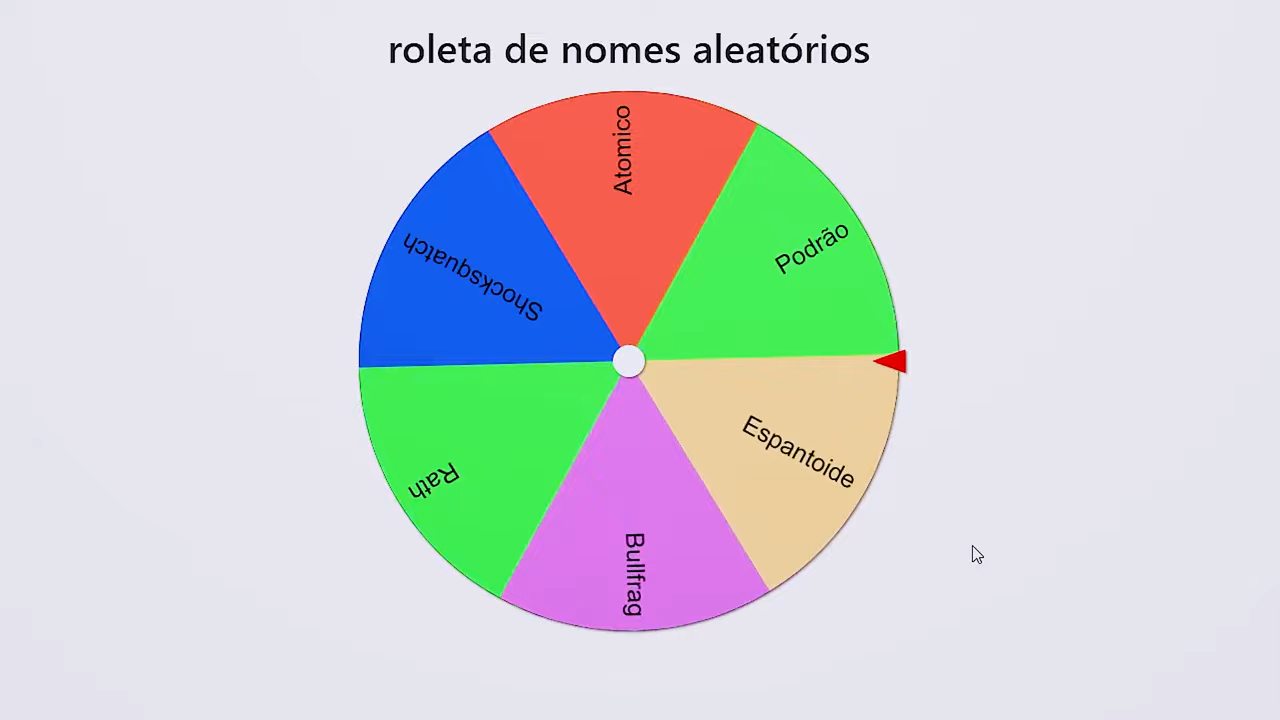 roleta de nomes aleatórios
Atomico
Podrão
Shocksquatch
Espantoide
Rath
Bullfrag